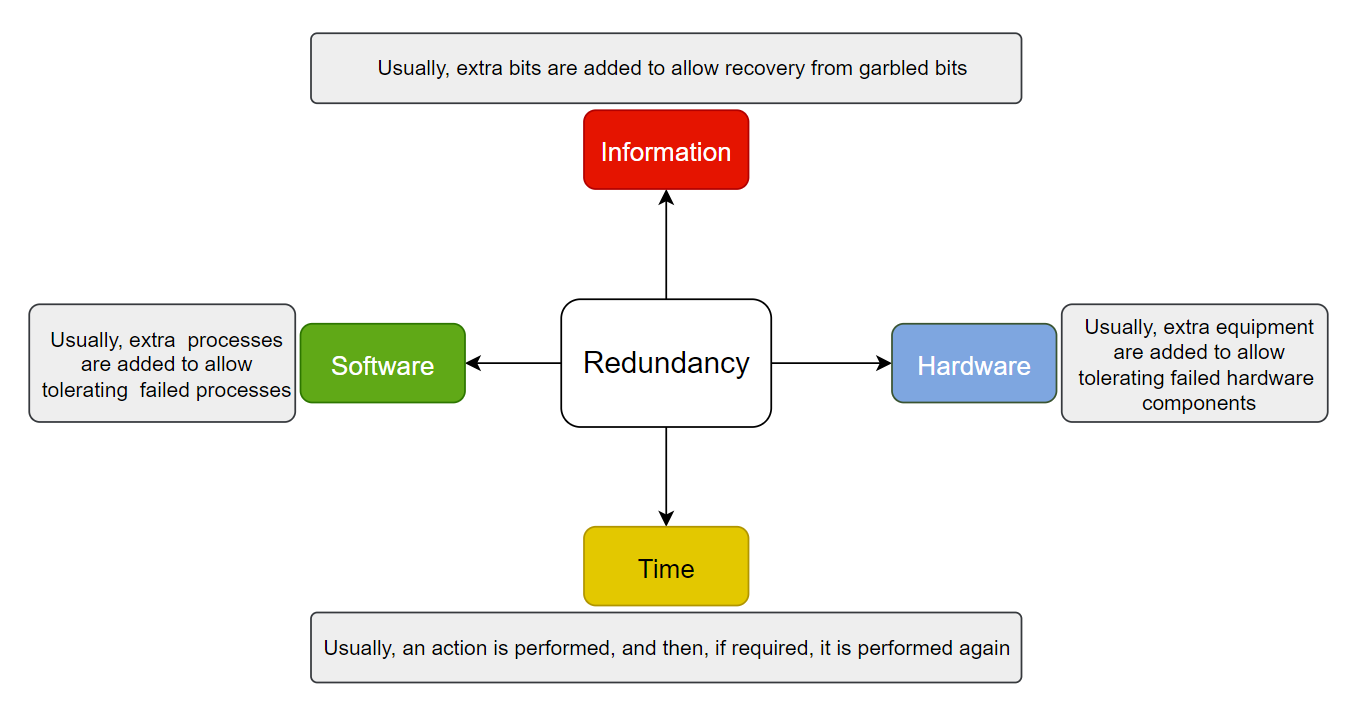 Usually, extra bits are added to allow recovery from garbled bits
Information
Usually, extra processes
are added to allow
tolerating failed processes
Software
Redundancy
Hardware
Usually, extra equipment
are added to allow
tolerating failed hardware
components
Time
Usually, an action is performed, and then, if required, it is performed again